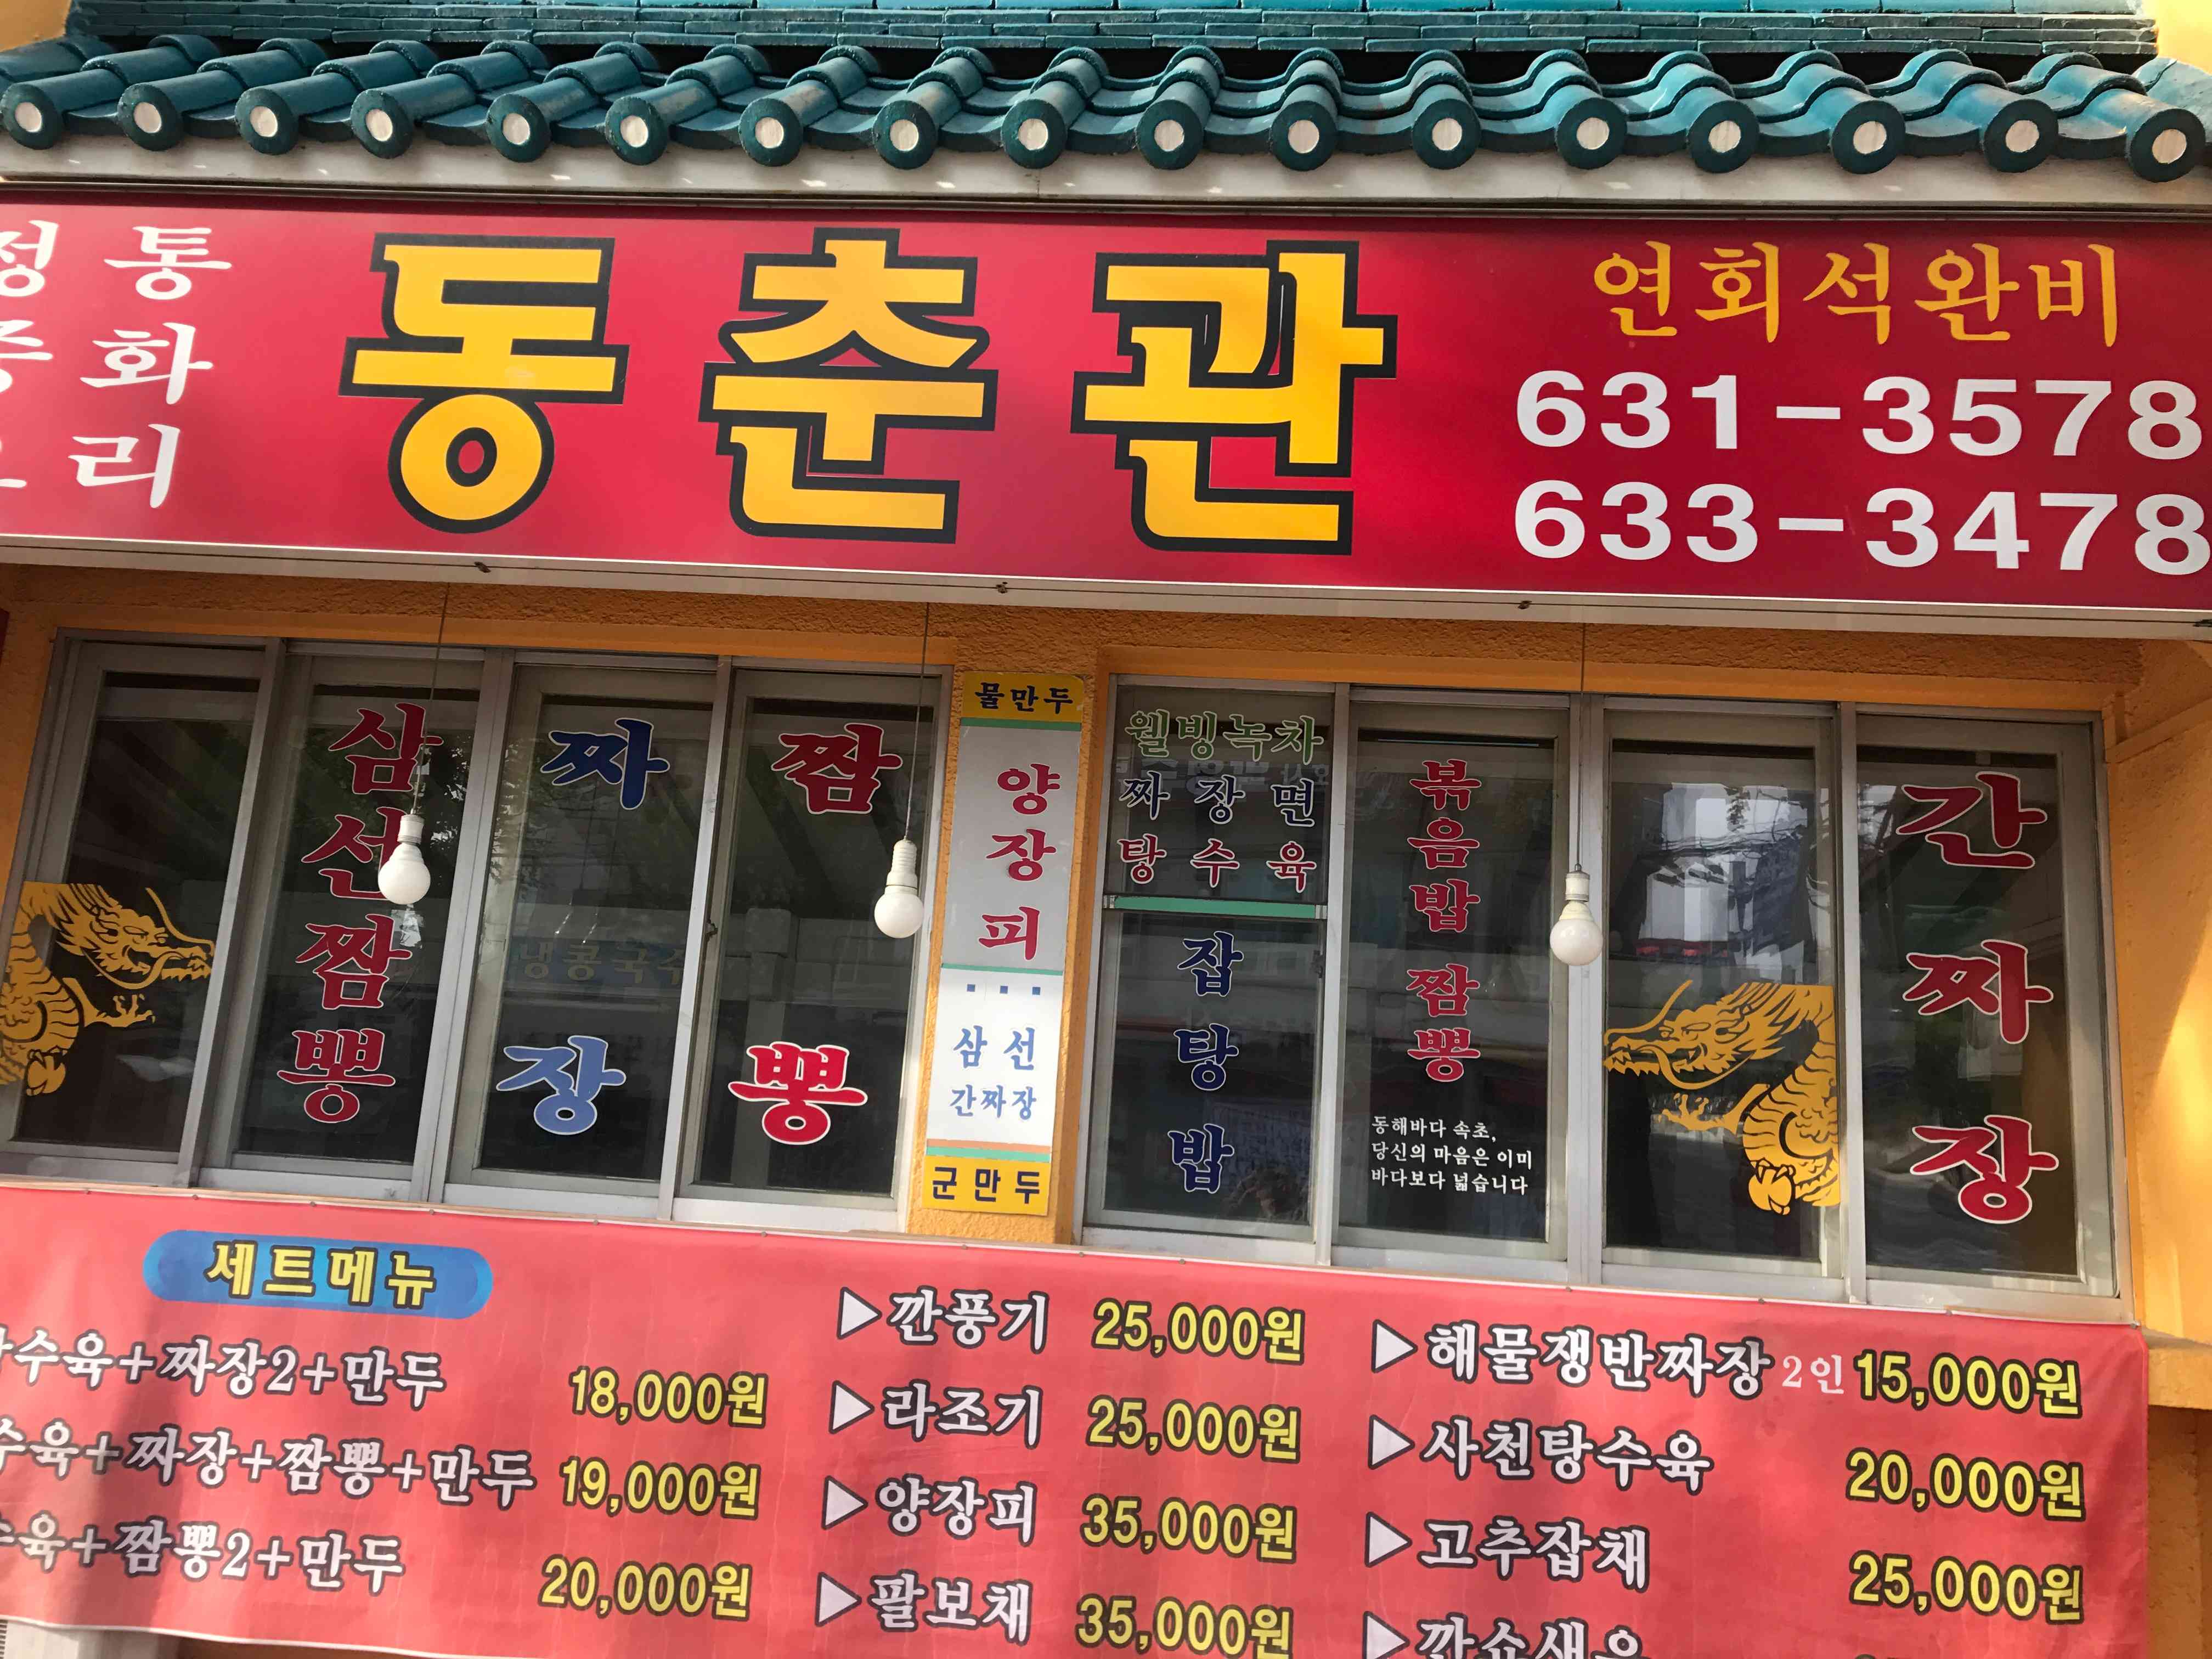 정통
중화
요리
동춘관
연회석완비
631-3578
633-3478
삼선짬뽕
짜장
짬뽕
물만두
양장피
삼선
간짜장
군만두
웰빙녹차
짜장면
탕수육
잡탕밥
볶음밥 짬뽕
동해바다 속초,
당신의 마음은 이미
바다보다 넓습니다
간짜장
냉콩국수
세트메뉴
탕수육+짜장2+만두 18,000원
수육+짜장+짬뽕+만두 19,000원
육+짬뽕2+만두 20,000원
▶깐풍기 25,000원
▶라조기 25,000원
▶양장피 35,000원
▶팔보채 35,000원
▶해물쟁반짜장 2인 15,000원
▶사천탕수육 20,000원
▶고추잡채 25,000원
▶깐쇼새우